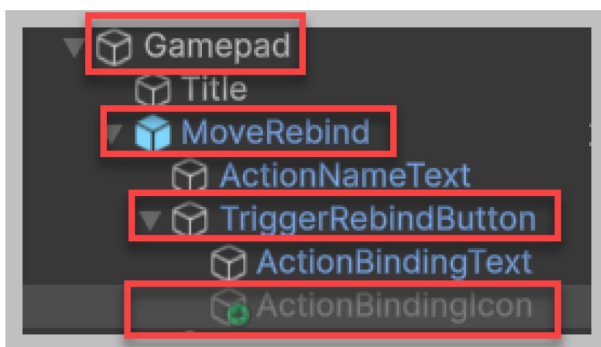 Gamepad
Title
MoveRebind
ActionNameText
TriggerRebindButton
ActionBindingText
ActionBindingIcon